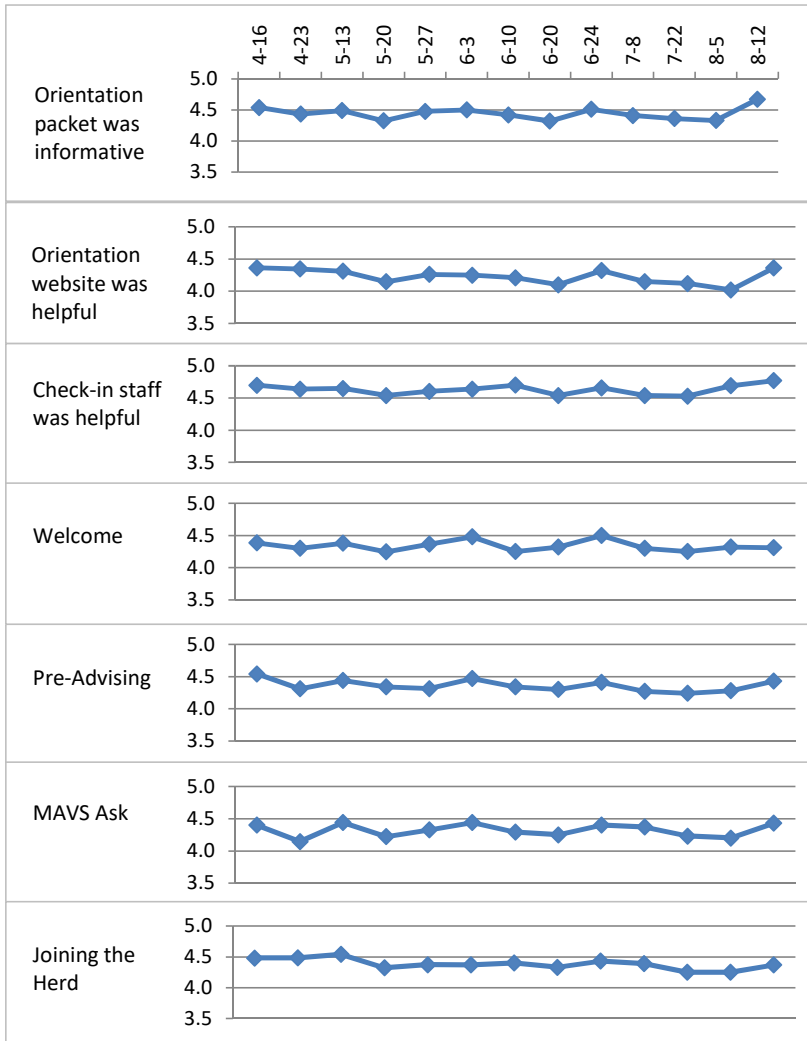 4-16 4-23 5-13 5-20 5-27 6-3 6-10 6-20 6-24 7-8 7-22 8-5 8-12
Orientation
packet was
informative
5.0
4.5
4.0
3.5
Orientation
website was
helpful
5.0
4.5
4.0
3.5
Check-in staff
was helpful
5.0
4.5
4.0
3.5
Welcome
5.0
4.5
4.0
3.5
Pre-Advising
5.0
4.5
4.0
3.5
MAVS Ask
5.0
4.5
4.0
3.5
Joining the
Herd
5.0
4.5
4.0
3.5